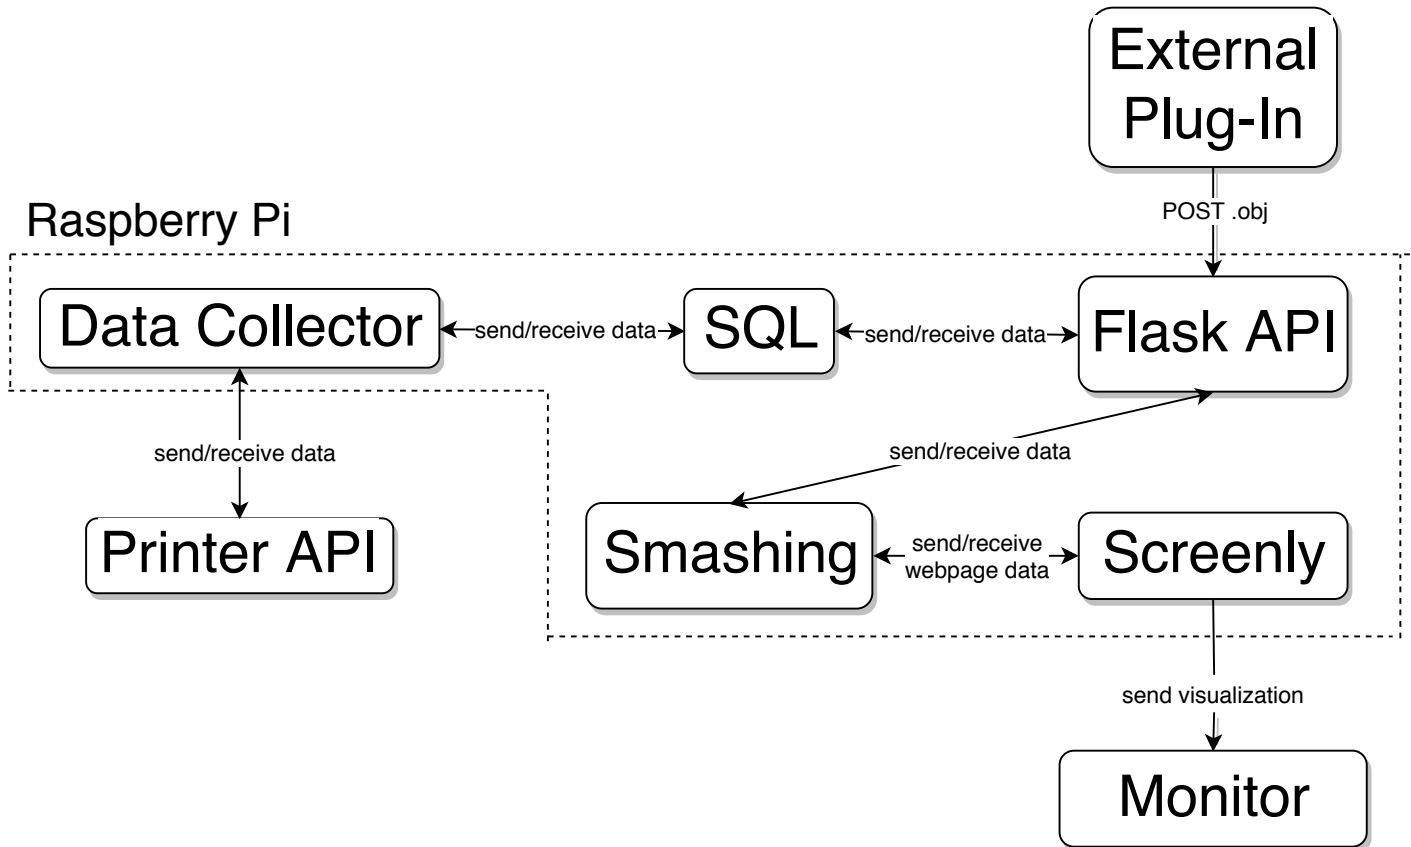 External
Plug-In
POST .obj
Raspberry Pi
Data Collector
send/receive data
SQL
send/receive data
Flask API
send/receive data
send/receive data
Printer API
Smashing
send/receive
webpage data
Screenly
send visualization
Monitor